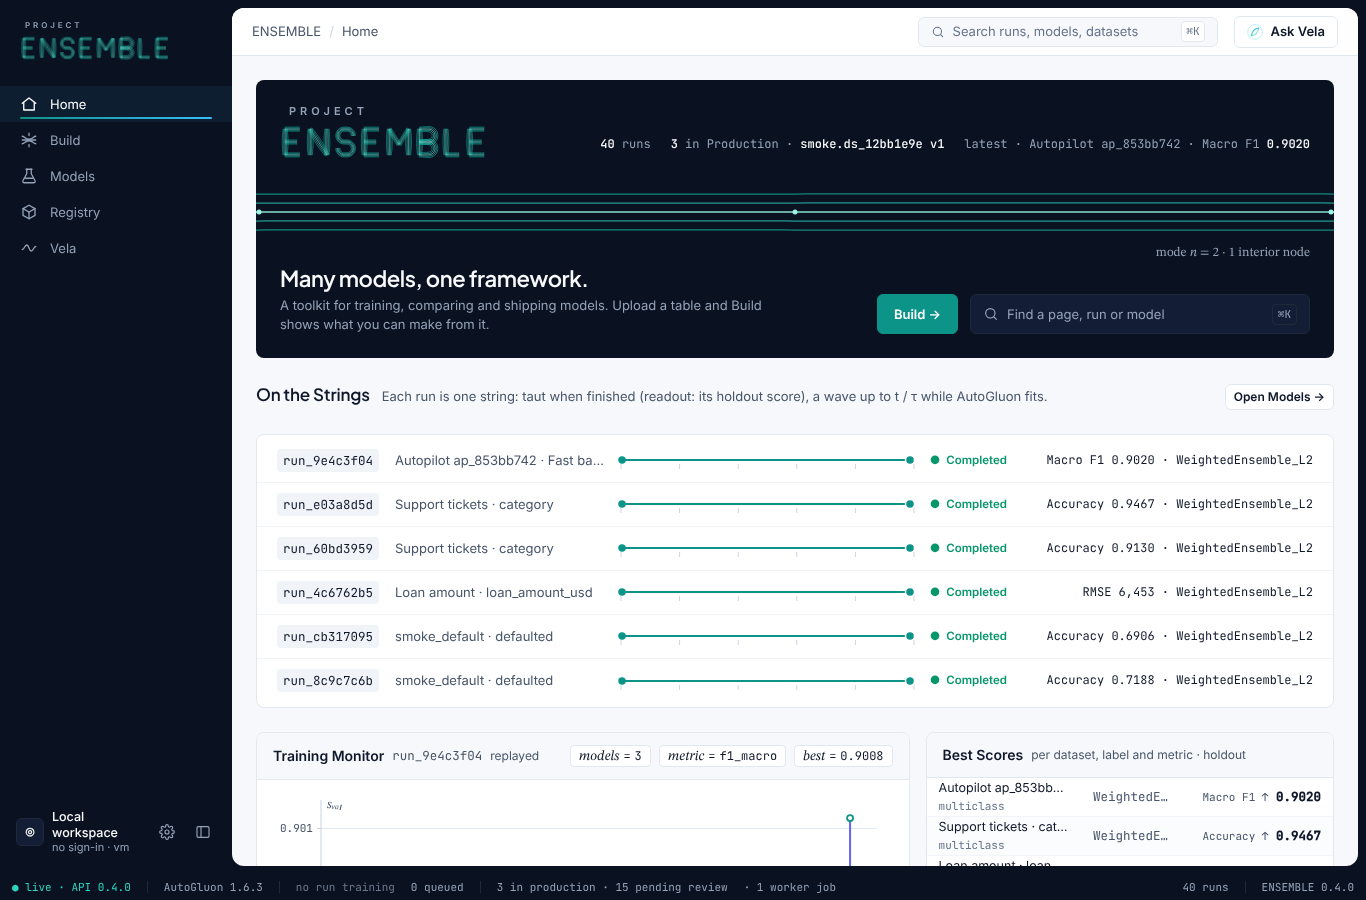 PROJECT
ENSEMBLE
Home
Build
Models
Registry
Vela
Local workspace
no sign-in · vm
ENSEMBLE / Home
Search runs, models, datasets ⌘K
Ask Vela
PROJECT
ENSEMBLE
40 runs 3 in Production · smoke.ds_12bb1e9e v1 latest · Autopilot ap_853bb742 · Macro F1 0.9020
mode n = 2 · 1 interior node
Many models, one framework.
A toolkit for training, comparing and shipping models. Upload a table and Build
shows what you can make from it.
Build →
Find a page, run or model ⌘K
On the Strings Each run is one string: taut when finished (readout: its holdout score), a wave up to t / τ while AutoGluon fits.
Open Models →
run_9e4c3f04 Autopilot ap_853bb742 · Fast ba... Completed Macro F1 0.9020 · WeightedEnsemble_L2
run_e03a8d5d Support tickets · category Completed Accuracy 0.9467 · WeightedEnsemble_L2
run_60bd3959 Support tickets · category Completed Accuracy 0.9130 · WeightedEnsemble_L2
run_4c6762b5 Loan amount · loan_amount_usd Completed RMSE 6,453 · WeightedEnsemble_L2
run_cb317095 smoke_default · defaulted Completed Accuracy 0.6906 · WeightedEnsemble_L2
run_8c9c7c6b smoke_default · defaulted Completed Accuracy 0.7188 · WeightedEnsemble_L2
Training Monitor run_9e4c3f04 replayed models = 3 metric = f1_macro best = 0.9008
sval
0.901
Best Scores per dataset, label and metric · holdout
Autopilot ap_853bb... WeightedE... Macro F1 ↑ 0.9020
multiclass
Support tickets · cat... WeightedE... Accuracy ↑ 0.9467
multiclass
Loan amount · loan
live · API 0.4.0 AutoGluon 1.6.3 no run training 0 queued 3 in production · 15 pending review · 1 worker job 40 runs ENSEMBLE 0.4.0